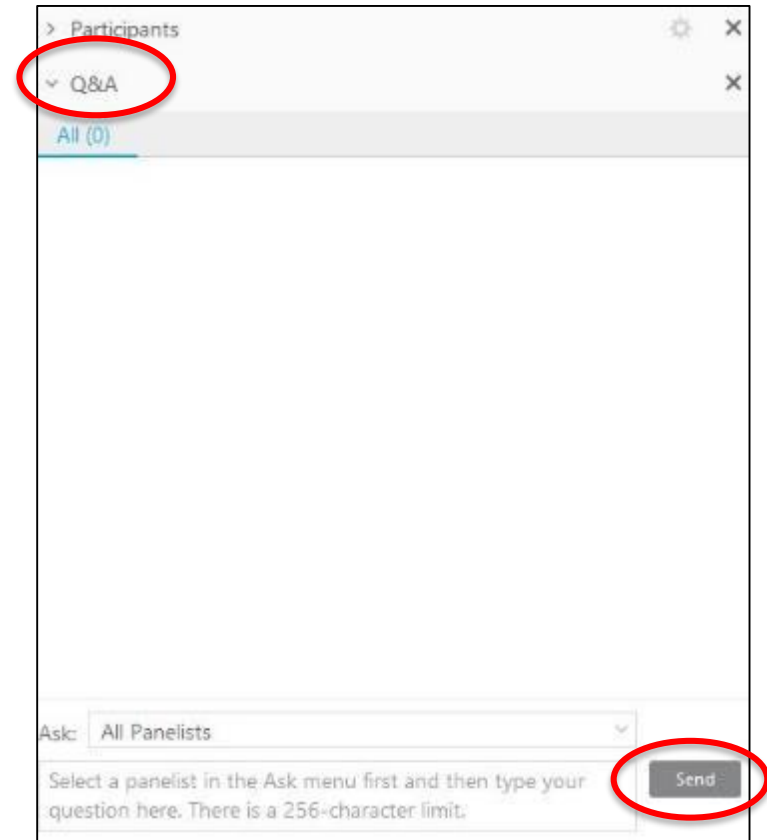 Participants
Q&A
All (0)
Ask: All Panelists
Select a panelist in the Ask menu first and then type your
question here. There is a 256-character limit.
Send